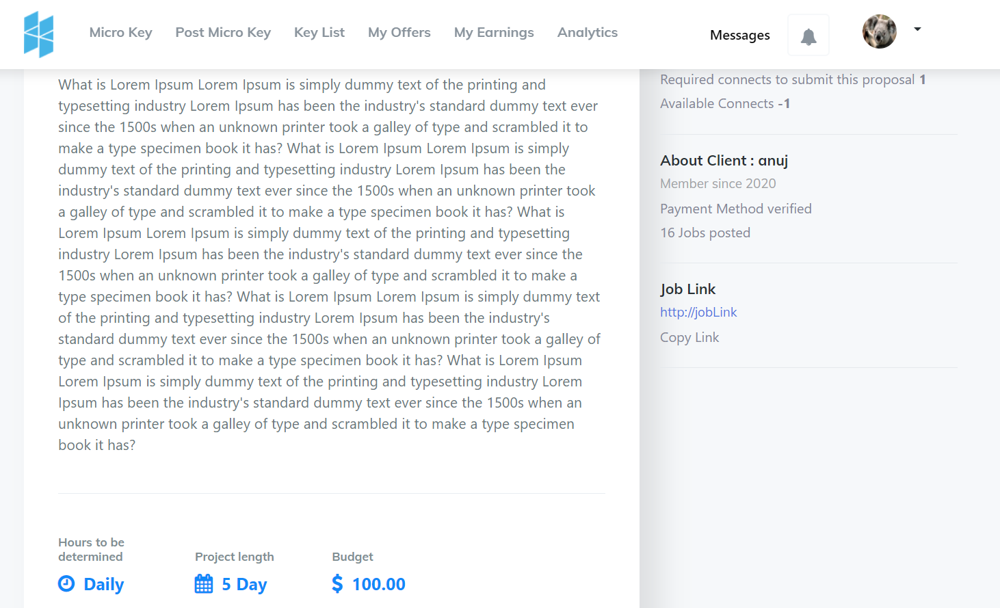 Micro Key Post Micro Key Key List My Offers My Earnings Analytics Messages
What is Lorem Ipsum Lorem Ipsum is simply dummy text of the printing and
typesetting industry Lorem Ipsum has been the industry's standard dummy text ever
since the 1500s when an unknown printer took a galley of type and scrambled it to
make a type specimen book it has? What is Lorem Ipsum Lorem Ipsum is simply
dummy text of the printing and typesetting industry Lorem Ipsum has been the
industry's standard dummy text ever since the 1500s when an unknown printer took
a galley of type and scrambled it to make a type specimen book it has? What is
Lorem Ipsum Lorem Ipsum is simply dummy text of the printing and typesetting
industry Lorem Ipsum has been the industry's standard dummy text ever since the
1500s when an unknown printer took a galley of type and scrambled it to make a
type specimen book it has? What is Lorem Ipsum Lorem Ipsum is simply dummy text
of the printing and typesetting industry Lorem Ipsum has been the industry's
standard dummy text ever since the 1500s when an unknown printer took a galley of
type and scrambled it to make a type specimen book it has? What is Lorem Ipsum
Lorem Ipsum is simply dummy text of the printing and typesetting industry Lorem
Ipsum has been the industry's standard dummy text ever since the 1500s when an
unknown printer took a galley of type and scrambled it to make a type specimen
book it has?
Hours to be
determined
Daily
Project length
5 Day
Budget
$ 100.00
Required connects to submit this proposal 1
Available Connects -1
About Client : anuj
Member since 2020
Payment Method verified
16 Jobs posted
Job Link
http://jobLink
Copy Link